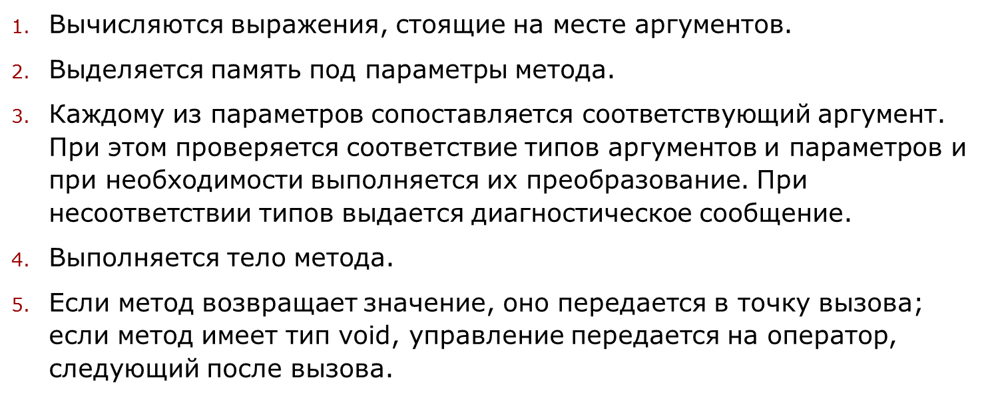 1. Вычисляются выражения, стоящие на месте аргументов.
2. Выделяется память под параметры метода.
3. Каждому из параметров сопоставляется соответствующий аргумент.
При этом проверяется соответствие типов аргументов и параметров и
при необходимости выполняется их преобразование. При
несоответствии типов выдается диагностическое сообщение.
4. Выполняется тело метода.
5. Если метод возвращает значение, оно передается в точку вызова;
если метод имеет тип void, управление передается на оператор,
следующий после вызова.